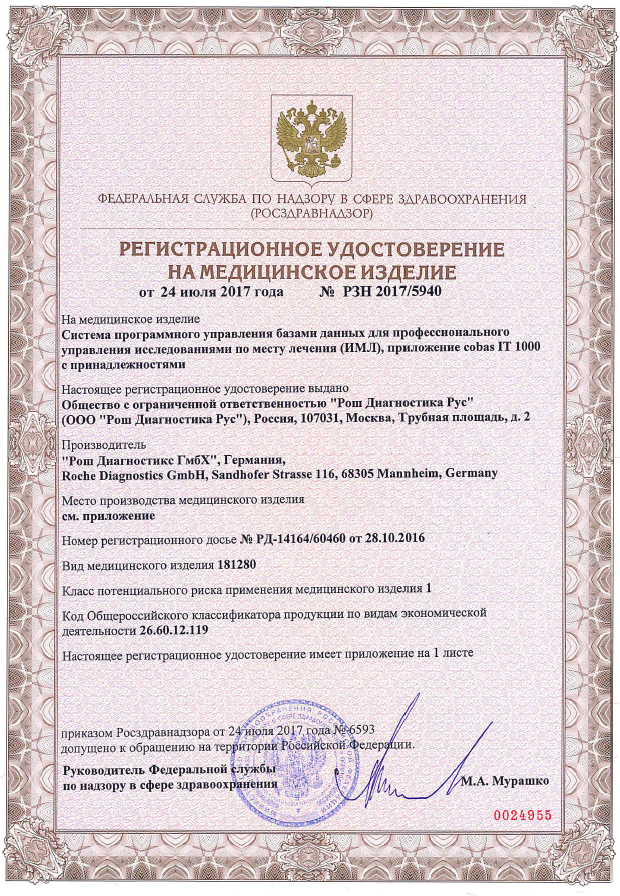 ФЕДЕРАЛЬНАЯ СЛУЖБА ПО НАДЗОРУ В СФЕРЕ ЗДРАВООХРАНЕНИЯ
(РОСЗДРАВНАДЗОР)
РЕГИСТРАЦИОННОЕ УДОСТОВЕРЕНИЕ
НА МЕДИЦИНСКОЕ ИЗДЕЛИЕ
от 24 июля 2017 года № РЗН 2017/5940
На медицинское изделие
Система программного управления базами данных для профессионального
управления исследованиями по месту лечения (ИМЛ), приложение cobas IT 1000
с принадлежностями
Настоящее регистрационное удостоверение выдано
Общество с ограниченной ответственностью "Рош Диагностика Рус"
(ООО "Рош Диагностика Рус"), Россия, 107031, Москва, Трубная площадь, д. 2
Производитель
"Рош Диагностикс ГмбХ", Германия,
Roche Diagnostics GmbH, Sandhofer Strasse 116, 68305 Mannheim, Germany
Место производства медицинского изделия
см. приложение
Номер регистрационного досье № РД-14164/60460 от 28.10.2016
Вид медицинского изделия 181280
Класс потенциального риска применения медицинского изделия 1
Код Общероссийского классификатора продукции по видам экономической
деятельности 26.60.12.119
Настоящее регистрационное удостоверение имеет приложение на 1 листе
приказом Росздравнадзора от 24 июля 2017 года № 6593
допущено к обращению на территории Российской Федерации.
Руководитель Федеральной службы
по надзору в сфере здравоохранения
М.А. Мурашко
0024955